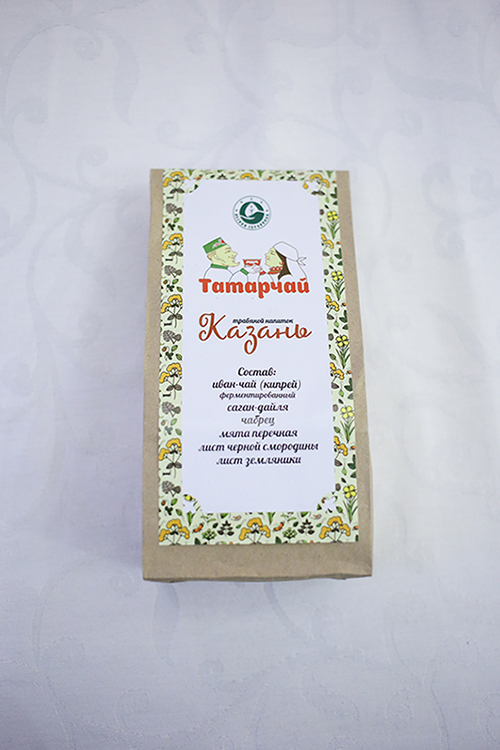 Татарчай
травяной напиток
Казань
Состав:
иван-чай (кипрей)
ферментированный
саган-дайля
чабрец
мята перечная
лист черной смородины
лист земляники